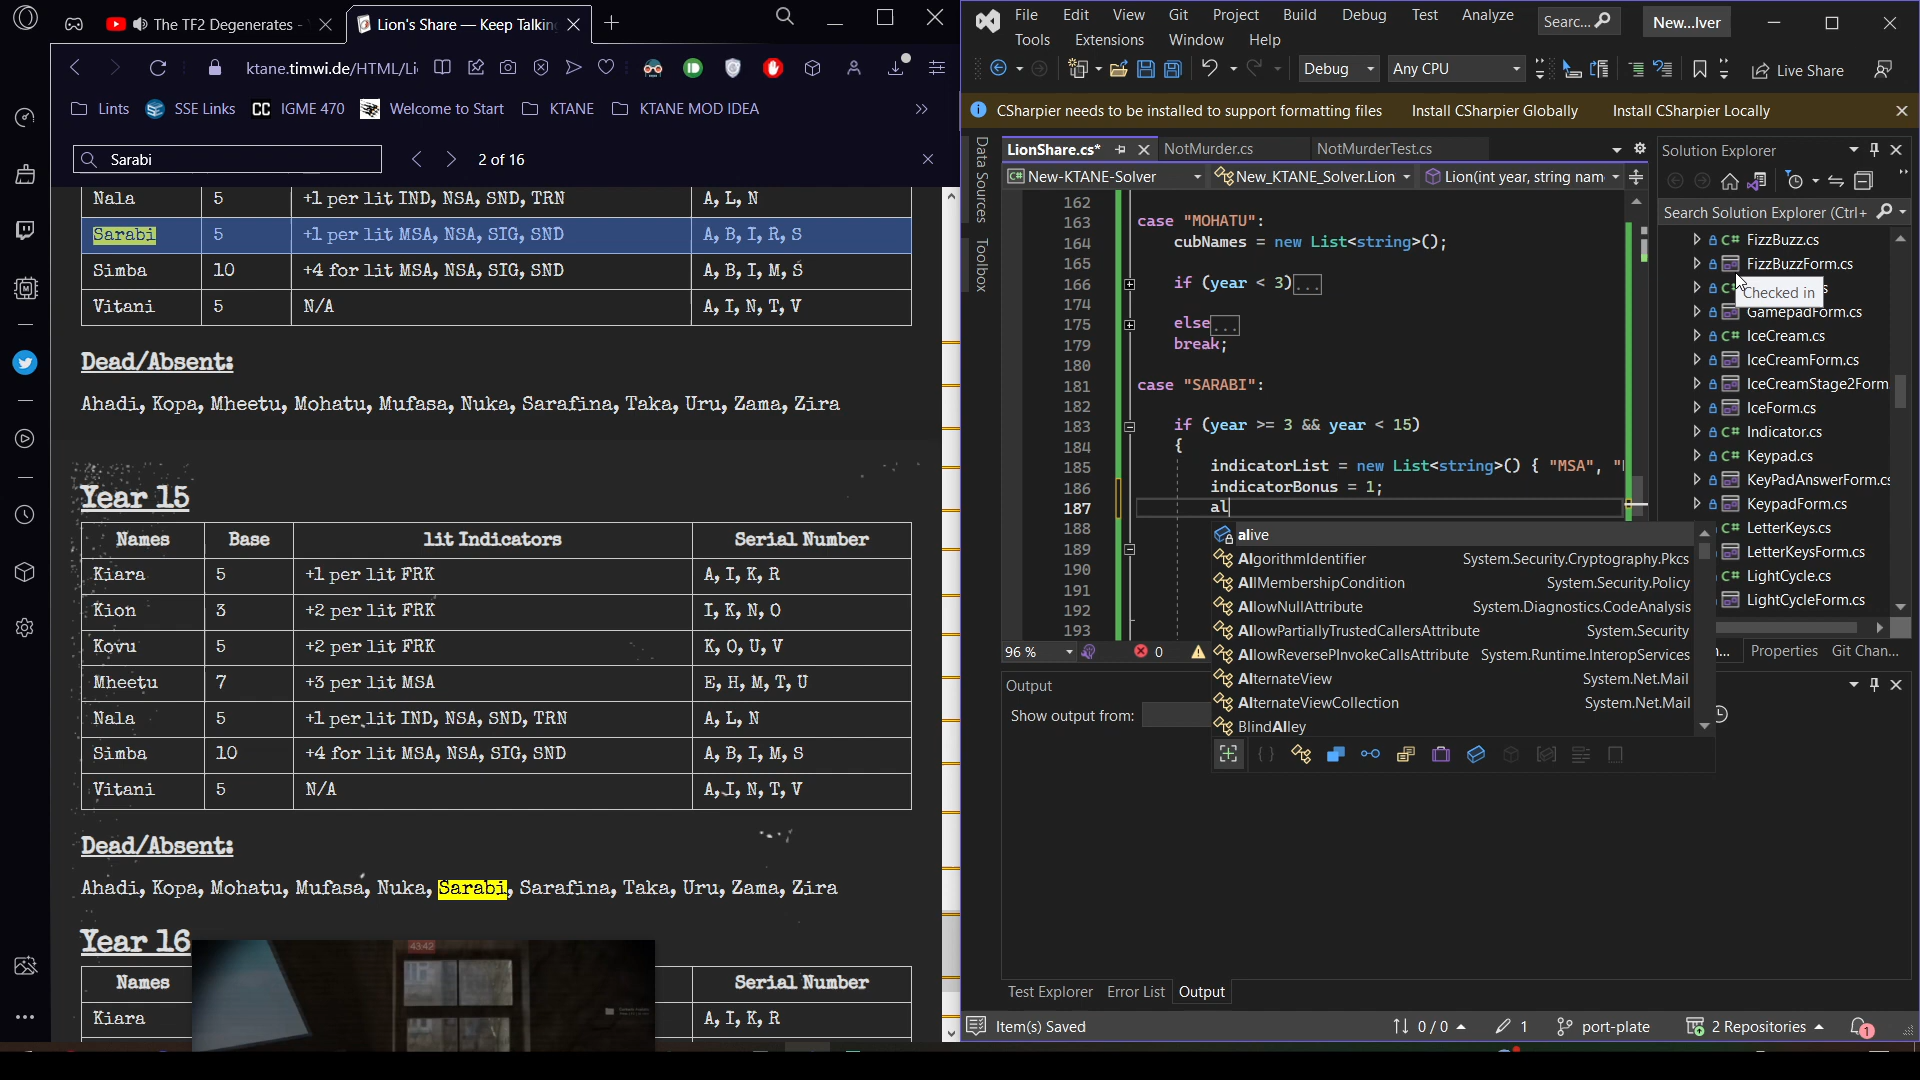 The TF2 Degenerates -
Lion's Share — Keep Talkin
ktane.timwi.de/HTML/Li
Lints
SSE Links
CC IGME 470
Welcome to Start
KTANE
KTANE MOD IDEA
Sarabi
2 of 16
Nala 5 +1 per lit IND, NSA, SND, TRN A, L, N
Sarabi 5 +1 per lit MSA, NSA, SIG, SND A, B, I, R, S
Simba 10 +4 for lit MSA, NSA, SIG, SND A, B, I, M, S
Vitani 5 N/A A, I, N, T, V
Dead/Absent:
Ahadi, Kopa, Mheetu, Mohatu, Mufasa, Nuka, Sarafina, Taka, Uru, Zama, Zira
Year 15
Names Base lit Indicators Serial Number
Kiara 5 +1 per lit FRK A, I, K, R
Kion 3 +2 per lit FRK I, K, N, O
Kovu 5 +2 per lit FRK K, O, U, V
Mheetu 7 +3 per lit MSA E, H, M, T, U
Nala 5 +1 per lit IND, NSA, SND, TRN A, L, N
Simba 10 +4 for lit MSA, NSA, SIG, SND A, B, I, M, S
Vitani 5 N/A A, I, N, T, V
Dead/Absent:
Ahadi, Kopa, Mohatu, Mufasa, Nuka, Sarabi, Sarafina, Taka, Uru, Zama, Zira
Year 16
43:42
Names Serial Number
Kiara A, I, K, R
File Edit View Git Project Build Debug Test Analyze
Tools Extensions Window Help
Searc...
New...lver
Debug
Any CPU
Live Share
CSharpier needs to be installed to support formatting files Install CSharpier Globally Install CSharpier Locally
Data Sources
Toolbox
LionShare.cs* NotMurder.cs NotMurderTest.cs
New-KTANE-Solver New_KTANE_Solver.Lion Lion(int year, string nam
162
163 case "MOHATU":
164 cubNames = new List<string>();
165
166 if (year < 3)...
174
175 else...
179 break;
180
181 case "SARABI":
182
183 if (year >= 3 && year < 15)
184 {
185 indicatorList = new List<string>() { "MSA", "
186 indicatorBonus = 1;
187 al
188
189
190
191
192
193
alive
AlgorithmIdentifier System.Security.Cryptography.Pkcs
AllMembershipCondition System.Security.Policy
AllowNullAttribute System.Diagnostics.CodeAnalysis
AllowPartiallyTrustedCallersAttribute System.Security
AllowReversePInvokeCallsAttribute System.Runtime.InteropServices
AlternateView System.Net.Mail
AlternateViewCollection System.Net.Mail
BlindAlley
96 %
0
Output
Show output from:
Test Explorer Error List Output
Solution Explorer
Search Solution Explorer (Ctrl+
C# FizzBuzz.cs
FizzBuzzForm.cs
Checked in
GamepadForm.cs
C# IceCream.cs
IceCreamForm.cs
IceCreamStage2Form
IceForm.cs
C# Indicator.cs
C# Keypad.cs
KeyPadAnswerForm.cs
KeypadForm.cs
C# LetterKeys.cs
LetterKeysForm.cs
C# LightCycle.cs
LightCycleForm.cs
n... Properties Git Chan...
Item(s) Saved
0 / 0
1
port-plate
2 Repositories
1